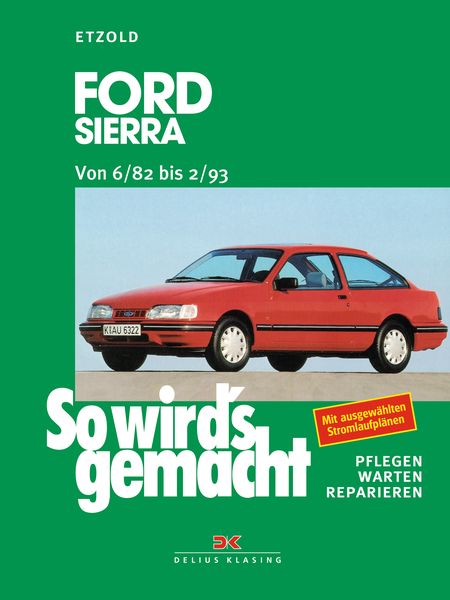 ETZOLD
FORD
SIERRA
Von 6/82 bis 2/93
K·AU 6322
So wird's
gemacht
Mit ausgewählten
Stromlaufplänen
PFLEGEN
WARTEN
REPARIEREN
DK
DELIUS KLASING